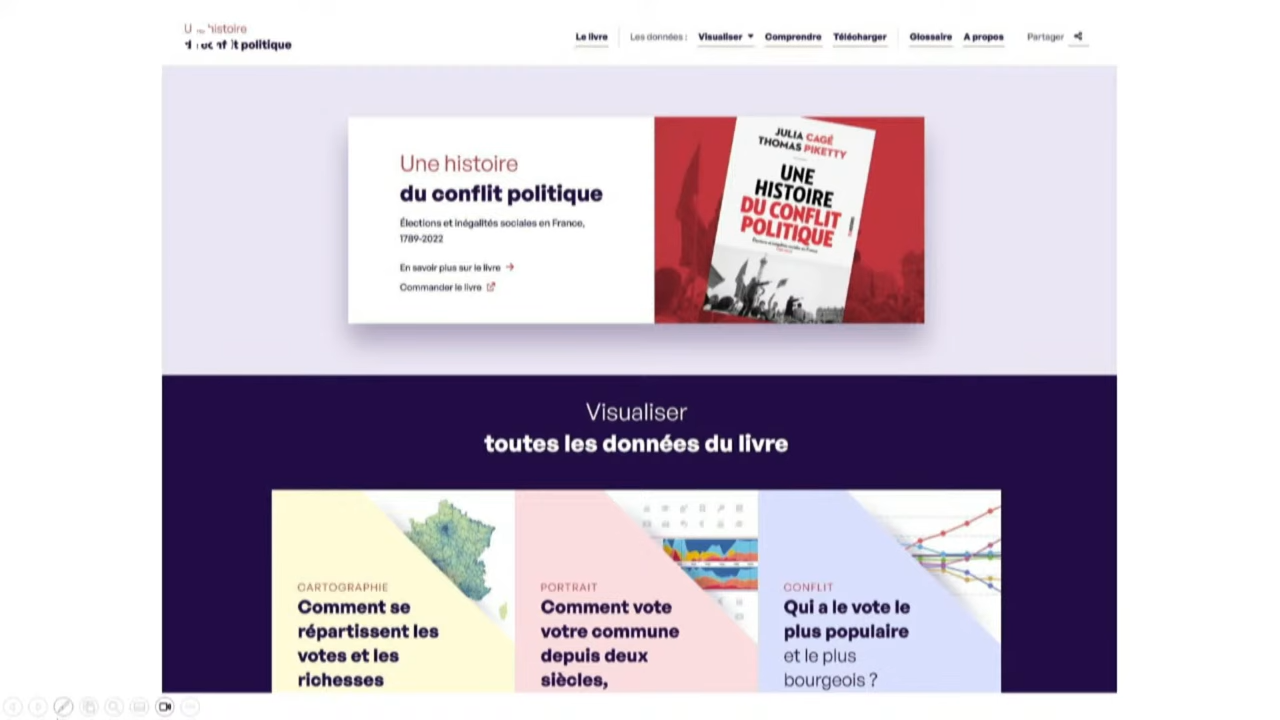 Une histoire
politique
Le livre
Les données :
Visualiser
Comprendre
Télécharger
Glossaire
A propos
Partager
Une histoire
du conflit politique
Élections et inégalités sociales en France,
1789-2022
En savoir plus sur le livre
Commander le livre
JULIA CAGÉ
THOMAS PIKETTY
UNE
HISTOIRE
DU CONFLIT
POLITIQUE
Visualiser
toutes les données du livre
CARTOGRAPHIE
Comment se
répartissent les
votes et les
richesses
PORTRAIT
Comment vote
votre commune
depuis deux
siècles,
CONFLIT
Qui a le vote le
plus populaire
et le plus
bourgeois ?